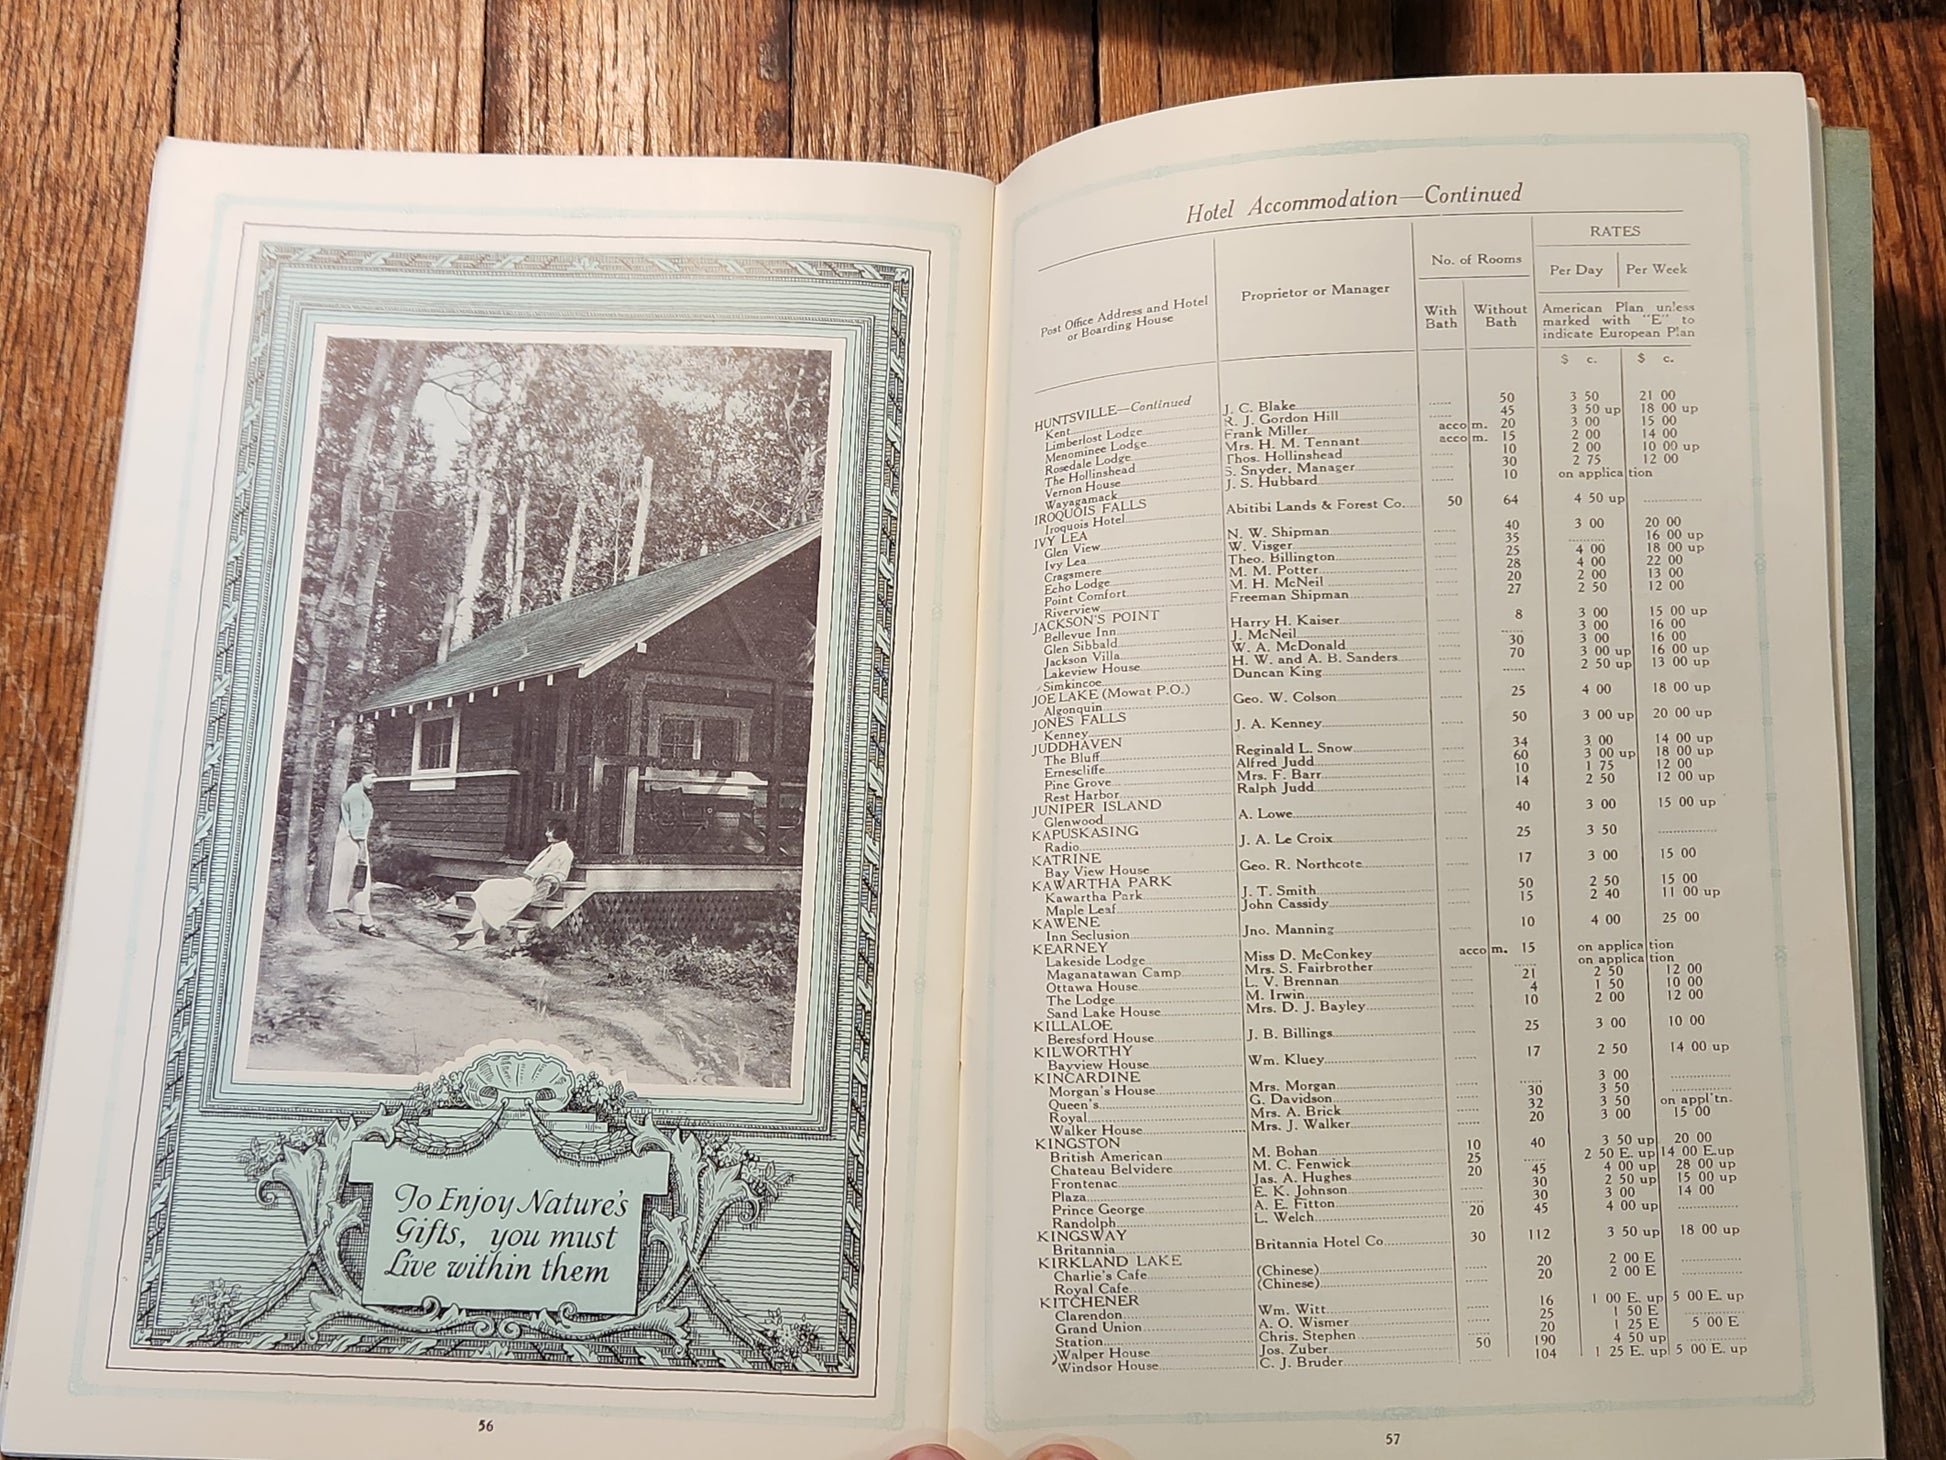 To Enjoy Nature's
Gifts, you must
Live within them
56
Hotel Accommodation—Continued
Post Office Address and Hotel
or Boarding House
Proprietor or Manager
No. of Rooms
With
Bath
Without
Bath
RATES
Per Day
Per Week
American Plan unless
marked with "E" to
indicate European Plan
$ c. $ c.
HUNTSVILLE—Continued
Kent J. C. Blake 50 3 50 21 00
Limberlost Lodge R. J. Gordon Hill 45 3 50 up 18 00 up
Menominee Lodge Frank Miller accom. 20 3 00 15 00
Rosedale Lodge Mrs. H. M. Tennant accom. 15 2 00 14 00
The Hollinshead Thos. Hollinshead 10 2 00 10 00 up
Vernon House S. Snyder, Manager 30 2 75 12 00
Wayagamack J. S. Hubbard 10 on application
IROQUOIS FALLS
Iroquois Hotel Abitibi Lands & Forest Co. 50 64 4 50 up
IVY LEA
Glen View N. W. Shipman 40 3 00 20 00
Ivy Lea W. Visger 35 16 00 up
Cragsmere Theo. Billington 25 4 00 18 00 up
Echo Lodge M. M. Potter 28 4 00 22 00
Point Comfort M. H. McNeil 20 2 00 13 00
Riverview Freeman Shipman 27 2 50 12 00
JACKSON'S POINT
Bellevue Inn Harry H. Kaiser 8 3 00 15 00 up
Glen Sibbald J. McNeil 3 00 16 00
Jackson Villa W. A. McDonald 30 3 00 16 00
Lakeview House H. W. and A. B. Sanders 70 3 00 up 16 00 up
Simkincoe Duncan King 2 50 up 13 00 up
JOE LAKE (Mowat P.O.)
Algonquin Geo. W. Colson 25 4 00 18 00 up
JONES FALLS
Kenney J. A. Kenney 50 3 00 up 20 00 up
JUDDHAVEN
The Bluff Reginald L. Snow 34 3 00 14 00 up
Ernescliffe Alfred Judd 60 3 00 up 18 00 up
Pine Grove Mrs. F. Barr 10 1 75 12 00
Rest Harbor Ralph Judd 14 2 50 12 00 up
JUNIPER ISLAND
Glenwood A. Lowe 40 3 00 15 00 up
KAPUSKASING
Radio J. A. Le Croix 25 3 50
KATRINE
Bay View House Geo. R. Northcote 17 3 00 15 00
KAWARTHA PARK
Kawartha Park J. T. Smith 50 2 50 15 00
Maple Leaf John Cassidy 15 2 40 11 00 up
KAWENE
Inn Seclusion Jno. Manning 10 4 00 25 00
KEARNEY
Lakeside Lodge Miss D. McConkey accom. 15 on application
Maganatawan Camp Mrs. S. Fairbrother on application
Ottawa House L. V. Brennan 21 2 50 12 00
The Lodge M. Irwin 4 1 50 10 00
Sand Lake House Mrs. D. J. Bayley 10 2 00 12 00
KILLALOE
Beresford House J. B. Billings 25 3 00 10 00
KILWORTHY
Bayview House Wm. Kluey 17 2 50 14 00 up
KINCARDINE
Morgan's House Mrs. Morgan 3 00
Queen's G. Davidson 30 3 50
Royal Mrs. A. Brick 32 3 50 on appl'tn.
Walker House Mrs. J. Walker 20 3 00 15 00
KINGSTON
British American M. Bohan 10 40 3 50 up 20 00
Chateau Belvidere M. C. Fenwick 25 2 50 E. up 14 00 E.up
Frontenac Jas. A. Hughes 20 45 4 00 up 28 00 up
Plaza E. K. Johnson 30 2 50 up 15 00 up
Prince George A. E. Fitton 30 3 00 14 00
Randolph L. Welch 20 45 4 00 up
KINGSWAY
Britannia Britannia Hotel Co. 30 112 3 50 up 18 00 up
KIRKLAND LAKE
Charlie's Cafe (Chinese) 20 2 00 E.
Royal Cafe (Chinese) 20 2 00 E.
KITCHENER
Clarendon Wm. Witt 16 1 00 E. up 5 00 E. up
Grand Union A. O. Wismer 25 1 50 E
Station Chris. Stephen 20 1 25 E 5 00 E
Walper House Jos. Zuber 50 190 4 50 up
Windsor House C. J. Bruder 104 1 25 E. up 5 00 E. up
57